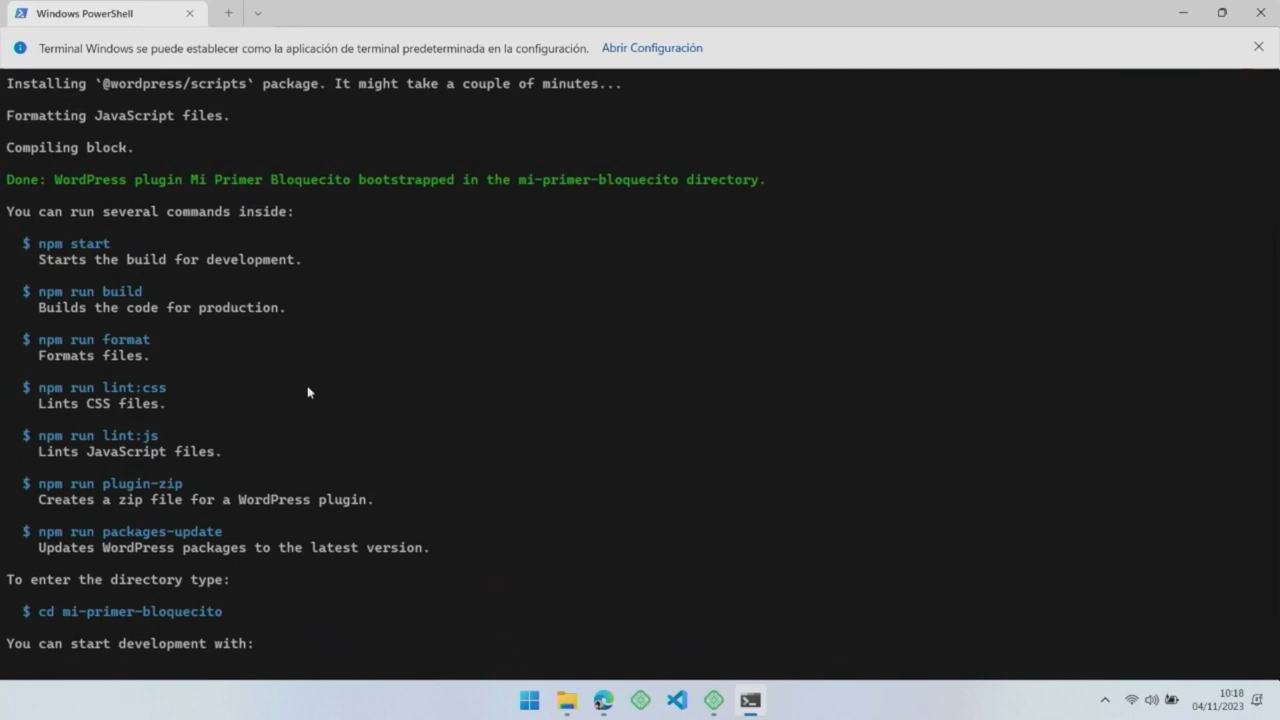 Windows PowerShell
Terminal Windows se puede establecer como la aplicación de terminal predeterminada en la configuración. Abrir Configuración
Installing `@wordpress/scripts` package. It might take a couple of minutes...
Formatting JavaScript files.
Compiling block.
Done: WordPress plugin Mi Primer Bloquecito bootstrapped in the mi-primer-bloquecito directory.
You can run several commands inside:
$ npm start
Starts the build for development.
$ npm run build
Builds the code for production.
$ npm run format
Formats files.
$ npm run lint:css
Lints CSS files.
$ npm run lint:js
Lints JavaScript files.
$ npm run plugin-zip
Creates a zip file for a WordPress plugin.
$ npm run packages-update
Updates WordPress packages to the latest version.
To enter the directory type:
$ cd mi-primer-bloquecito
You can start development with:
10:18
04/11/2023